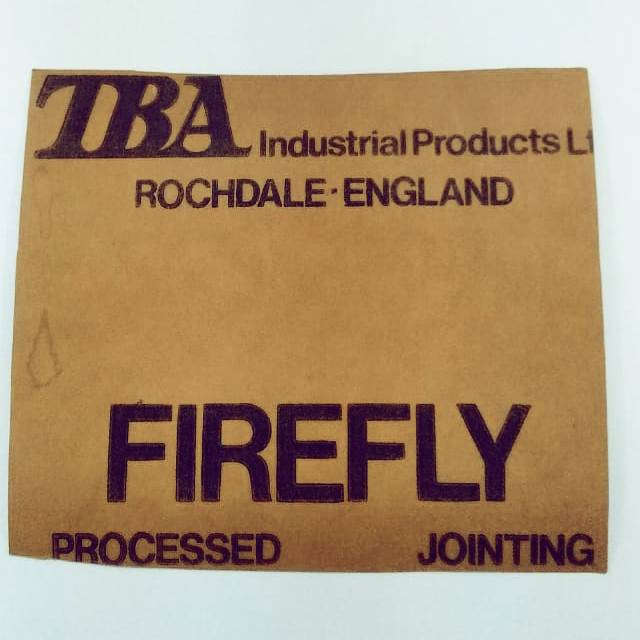 TBA Industrial Products Lt
ROCHDALE·ENGLAND
FIREFLY
PROCESSED JOINTING